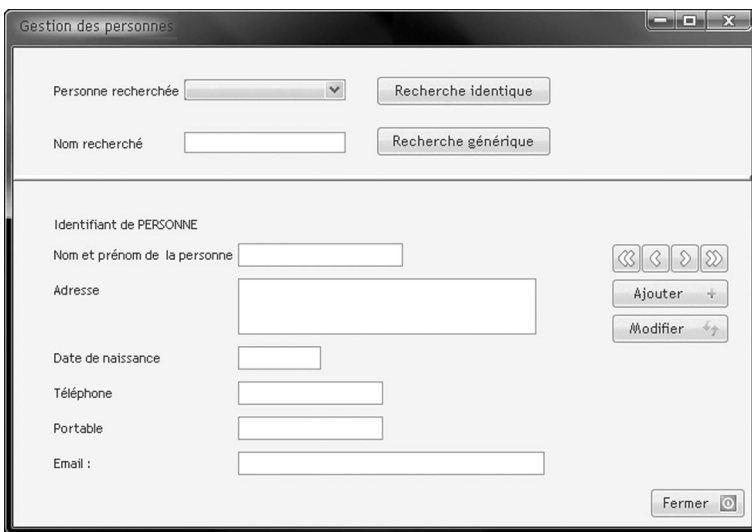 Gestion des personnes
Personne recherchée
Recherche identique
Nom recherché
Recherche générique
Identifiant de PERSONNE
Nom et prénom de la personne
Adresse
Ajouter
Modifier
Date de naissance
Téléphone
Portable
Email :
Fermer